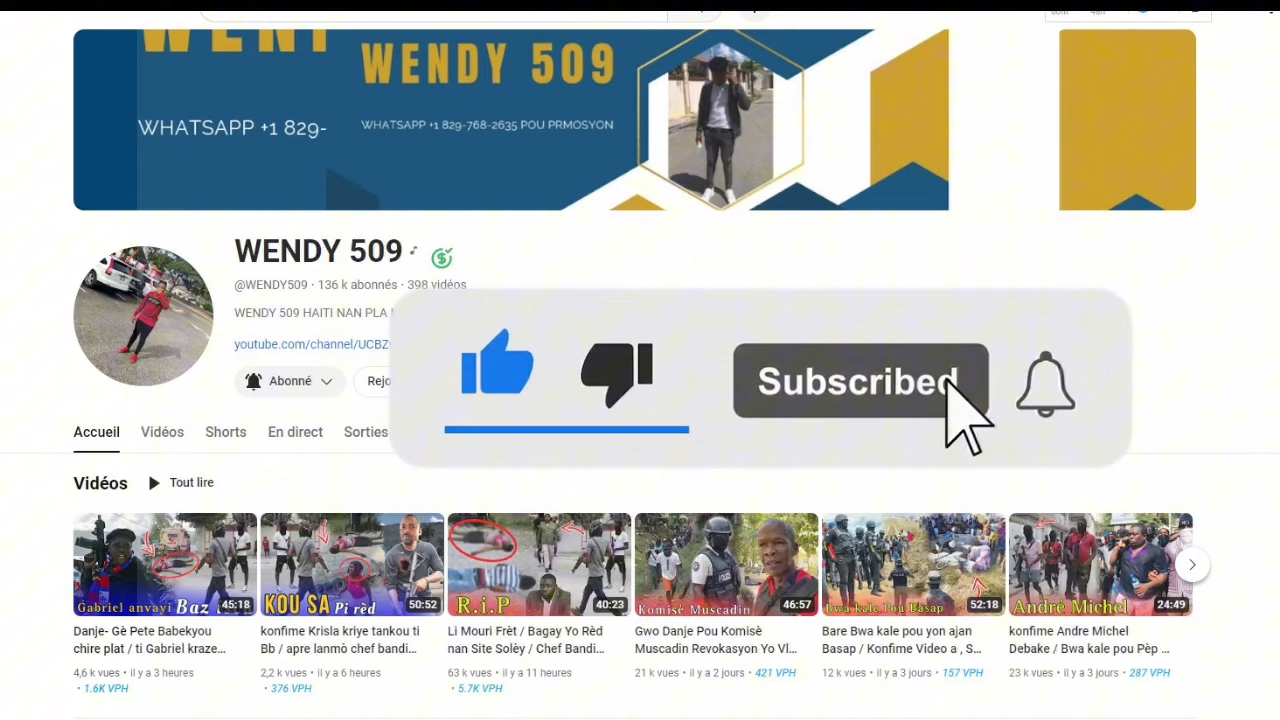 WENDY 509
WHATSAPP +1 829-
WHATSAPP +1 829-768-2635 POU PRMOSYON
WENDY 509
@WENDY509 · 136 k abonnés · 398 vidéos
WENDY 509 HAITI NAN PLA
youtube.com/channel/UCBZ
Abonné
Rejo
Subscribed
Accueil
Vidéos
Shorts
En direct
Sorties
Vidéos
Tout lire
Gabriel anvayi Baz
45:18
KOU SA Pi rèd
50:52
R.i.P
40:23
POLICE
Komisè Muscadin
46:57
Bwa kale Pou Basap
52:18
André Michel
24:49
Danje- Gè Pete Babekyou
chire plat / ti Gabriel kraze...
4,6 k vues • il y a 3 heures
• 1.6K VPH
konfime Krisla kriye tankou ti
Bb / apre lanmò chef bandi...
2,2 k vues • il y a 6 heures
• 376 VPH
Li Mouri Frèt / Bagay Yo Rèd
nan Site Solèy / Chef Bandi...
63 k vues • il y a 11 heures
• 5.7K VPH
Gwo Danje Pou Komisè
Muscadin Revokasyon Yo Vl...
21 k vues • il y a 2 jours • 421 VPH
Bare Bwa kale pou yon ajan
Basap / Konfime Video a , S...
12 k vues • il y a 3 jours • 157 VPH
konfime Andre Michel
Debake / Bwa kale pou Pèp ...
23 k vues • il y a 3 jours • 287 VPH